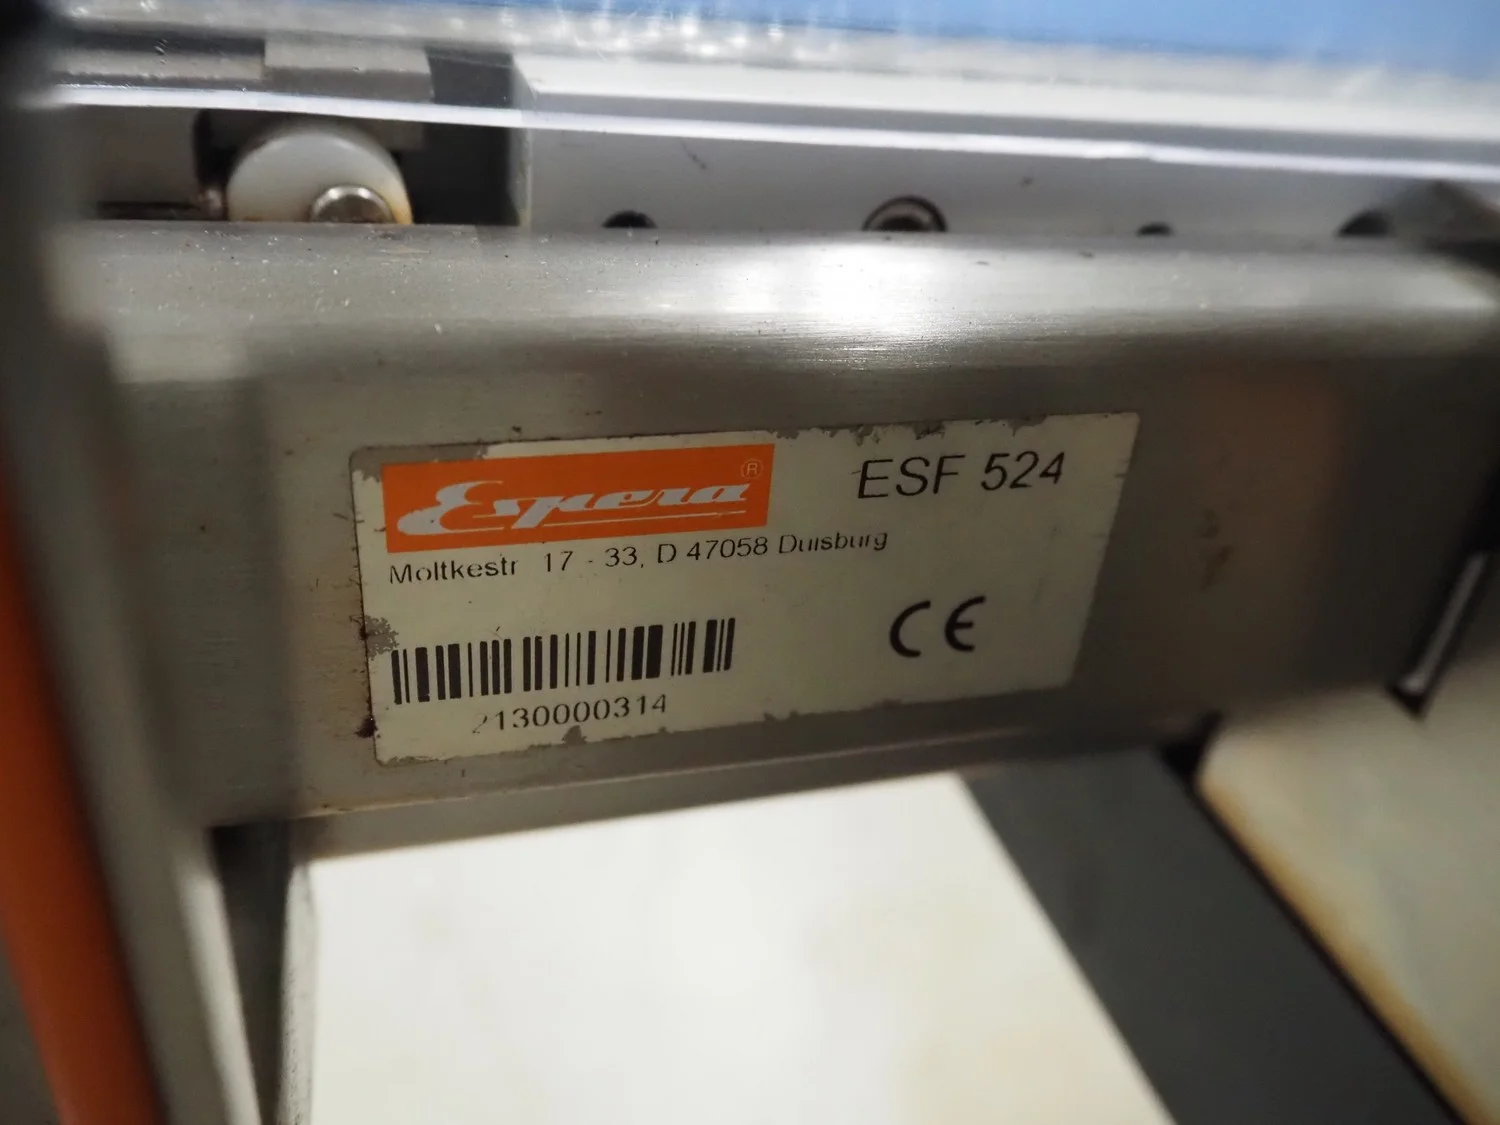 Espera®
ESF 524
Moltkestr. 17 - 33, D 47058 Duisburg
CE
2130000314